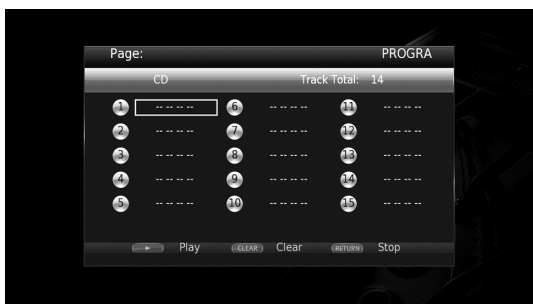 Page: PROGRA
CD Track Total: 14
1 -- -- -- -- 6 -- -- -- -- 11 -- -- -- --
2 -- -- -- -- 7 -- -- -- -- 12 -- -- -- --
3 -- -- -- -- 8 -- -- -- -- 13 -- -- -- --
4 -- -- -- -- 9 -- -- -- -- 14 -- -- -- --
5 -- -- -- -- 10 -- -- -- -- 15 -- -- -- --
Play CLEAR Clear RETURN Stop